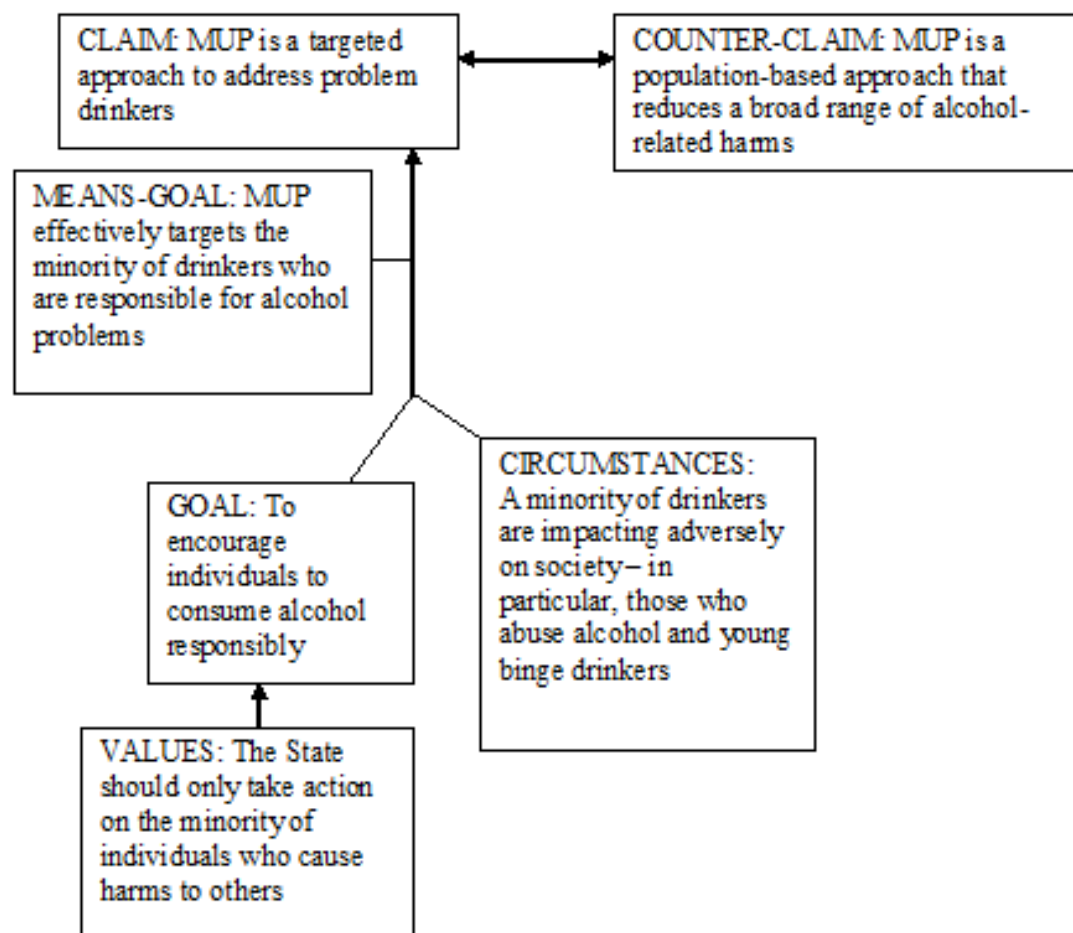 CLAIM: MUP is a targeted
approach to address problem
drinkers
COUNTER-CLAIM: MUP is a
population-based approach that
reduces a broad range of alcohol-
related harms
MEANS-GOAL: MUP
effectively targets the
minority of drinkers who
are responsible for alcohol
problems
GOAL: To
encourage
individuals to
consume alcohol
responsibly
CIRCUMSTANCES:
A minority of drinkers
are impacting adversely
on society – in
particular, those who
abuse alcohol and young
binge drinkers
VALUES: The State
should only take action
on the minority of
individuals who cause
harms to others